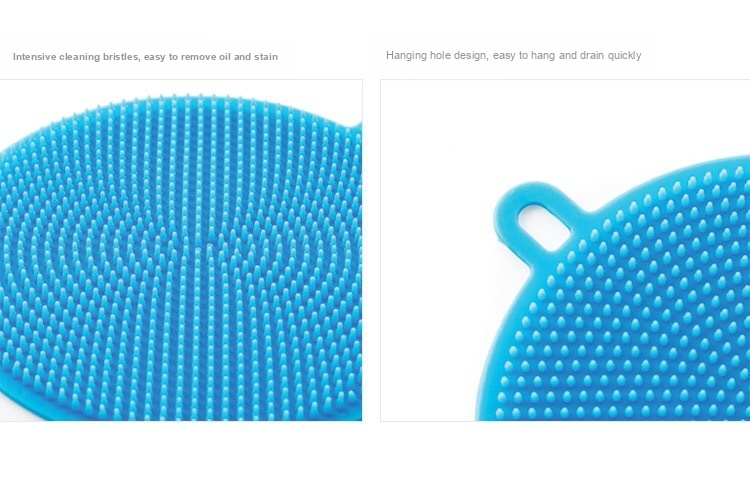 Intensive cleaning bristles, easy to remove oil and stain
Hanging hole design, easy to hang and drain quickly